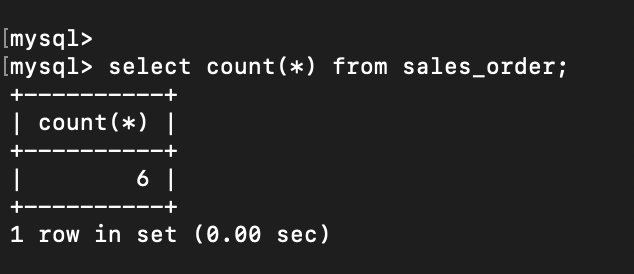 [mysql>
[mysql> select count(*) from sales_order;
+----------+
| count(*) |
+----------+
|        6 |
+----------+
1 row in set (0.00 sec)